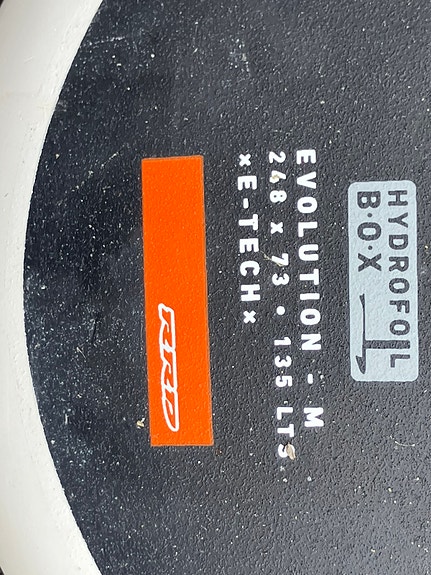 HYDROFOIL
B·O·X
EVOLUTION - M
248 x 73 • 135 LTS
×E-TECH×
RRD